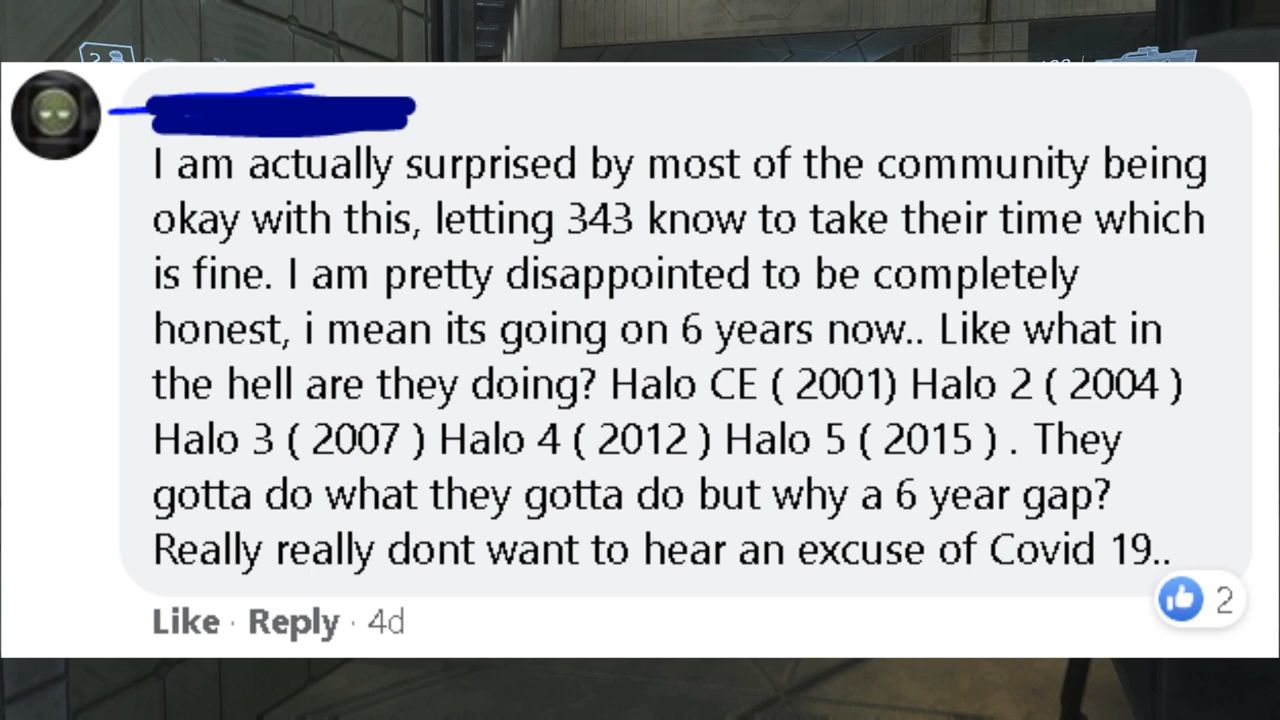 I am actually surprised by most of the community being
okay with this, letting 343 know to take their time which
is fine. I am pretty disappointed to be completely
honest, i mean its going on 6 years now.. Like what in
the hell are they doing? Halo CE ( 2001) Halo 2 ( 2004 )
Halo 3 ( 2007 ) Halo 4 ( 2012 ) Halo 5 ( 2015 ) . They
gotta do what they gotta do but why a 6 year gap?
Really really dont want to hear an excuse of Covid 19..
2
Like · Reply · 4d